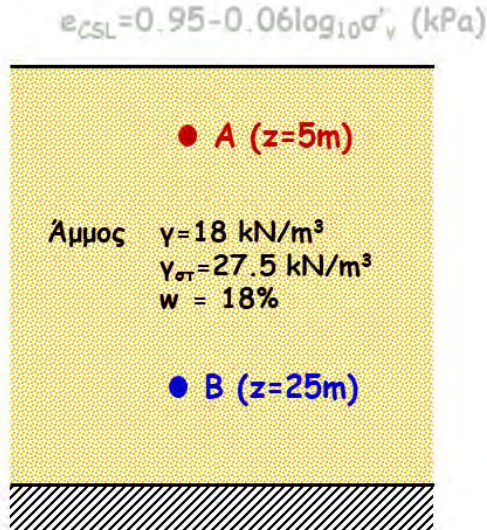 e_CSL=0.95-0.06log₁₀σ'ᵥ (kPa)
A (z=5m)
Άμμος γ=18 kN/m³
γ_στ=27.5 kN/m³
w = 18%
B (z=25m)